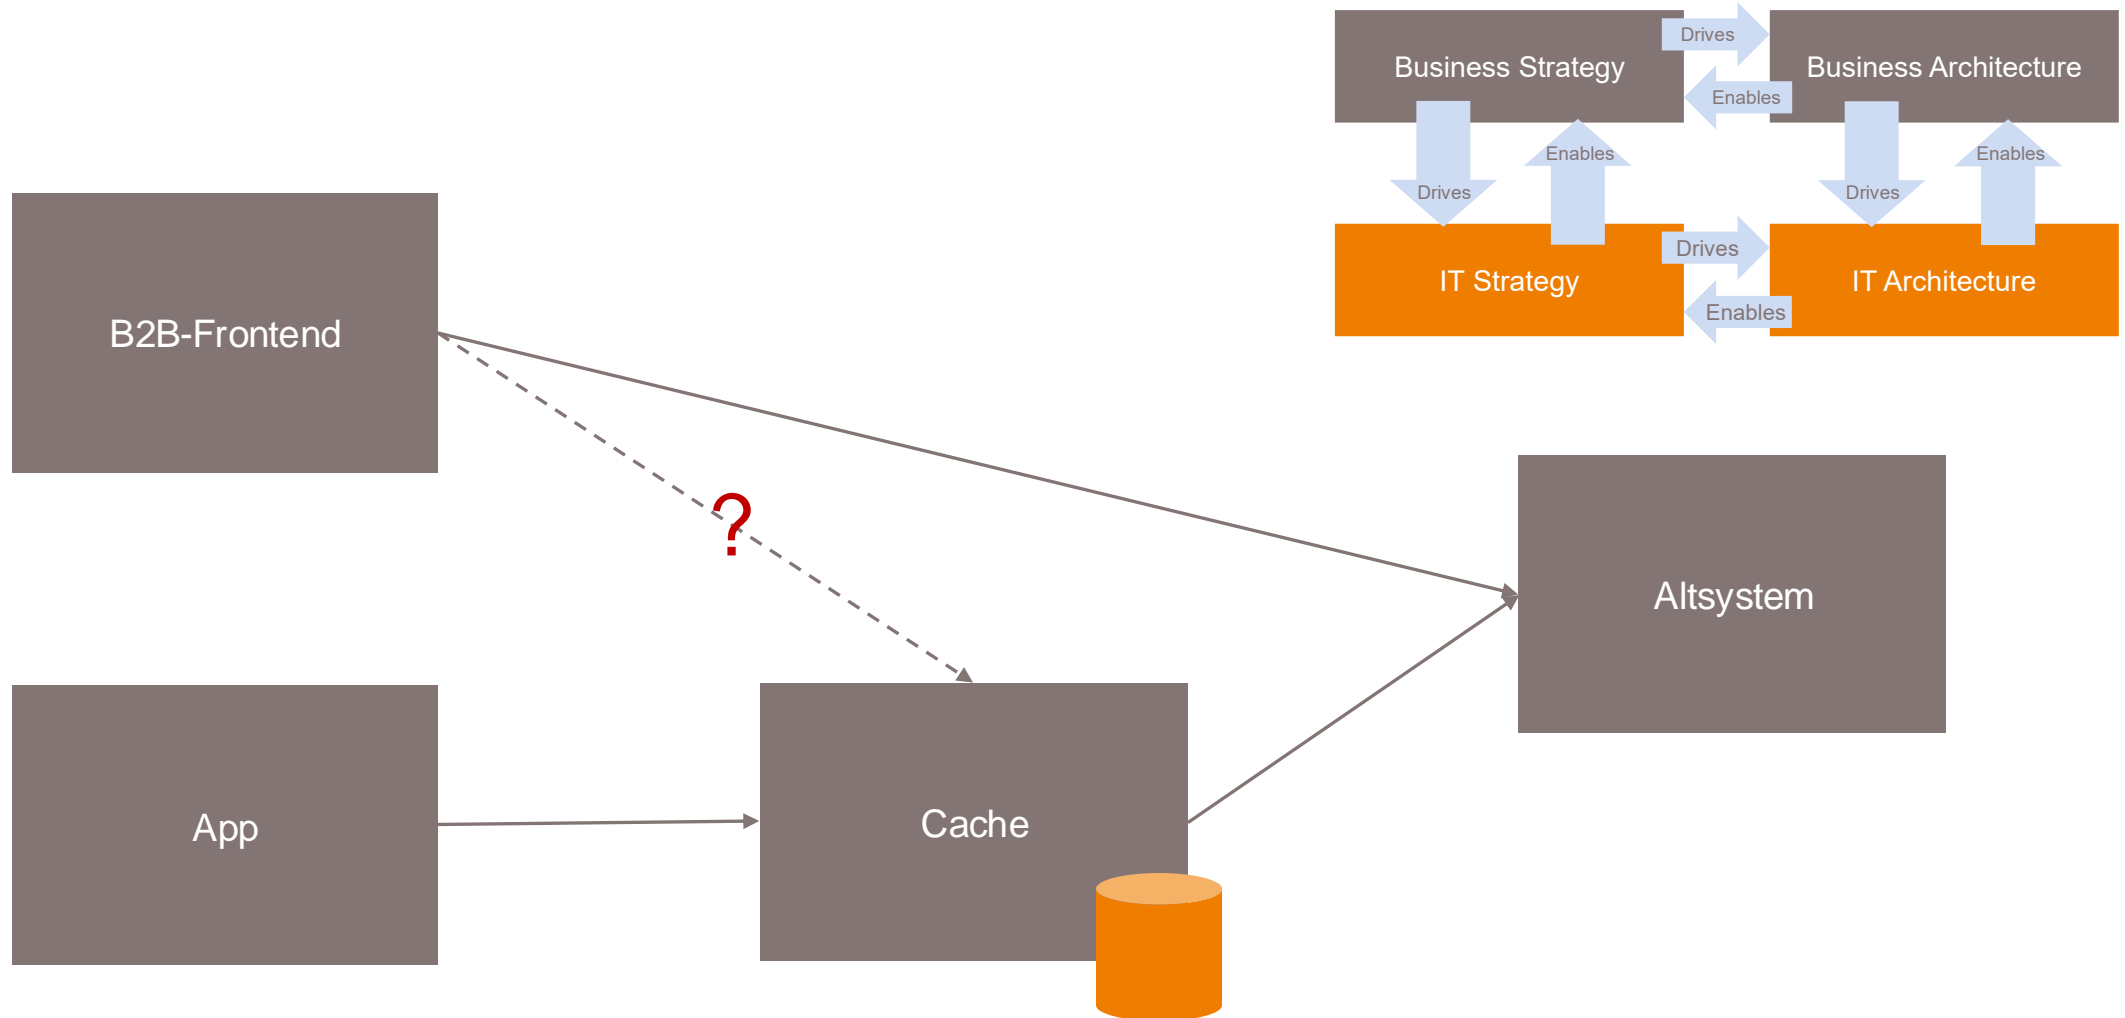 Business Strategy
Drives
Business Architecture
Enables
Drives
Enables
Drives
Enables
IT Strategy
Drives
IT Architecture
Enables
B2B-Frontend
?
Altsystem
App
Cache